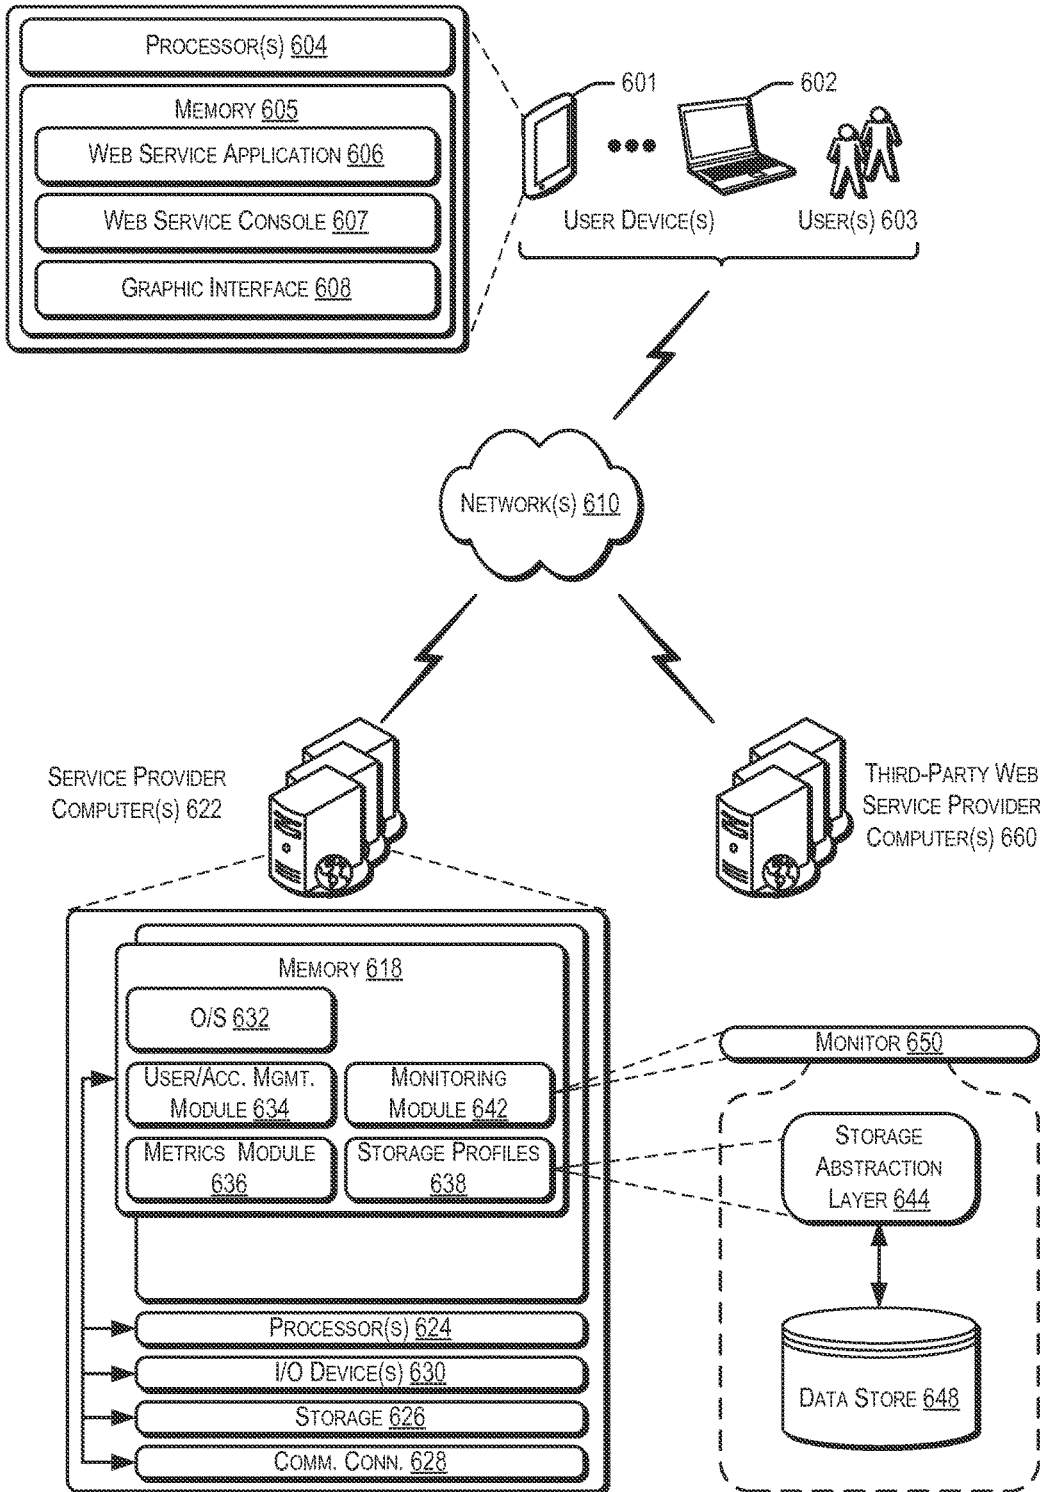 PROCESSOR(S) 604
MEMORY 605
WEB SERVICE APPLICATION 606
WEB SERVICE CONSOLE 607
GRAPHIC INTERFACE 608
601
602
USER DEVICE(S)
USER(S) 603
NETWORK(S) 610
SERVICE PROVIDER
COMPUTER(S) 622
THIRD-PARTY WEB
SERVICE PROVIDER
COMPUTER(S) 660
MEMORY 618
O/S 632
USER/ACC. MGMT.
MODULE 634
MONITORING
MODULE 642
METRICS MODULE
636
STORAGE PROFILES
638
PROCESSOR(S) 624
I/O DEVICE(S) 630
STORAGE 626
COMM. CONN. 628
MONITOR 650
STORAGE
ABSTRACTION
LAYER 644
DATA STORE 648